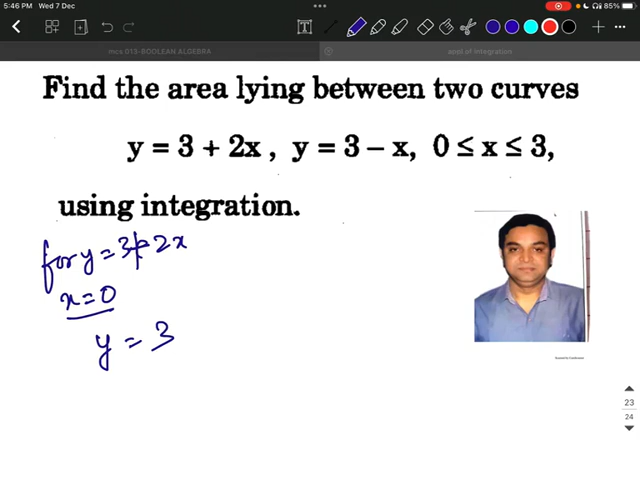 5:46 PM Wed 7 Dec
85%
mcs 013-BOOLEAN ALGEBRA
appl of integration
Find the area lying between two curves
y = 3 + 2x , y = 3 – x, 0 ≤ x ≤ 3,
using integration.
for y = 3+2x
x = 0
y = 3
23
24